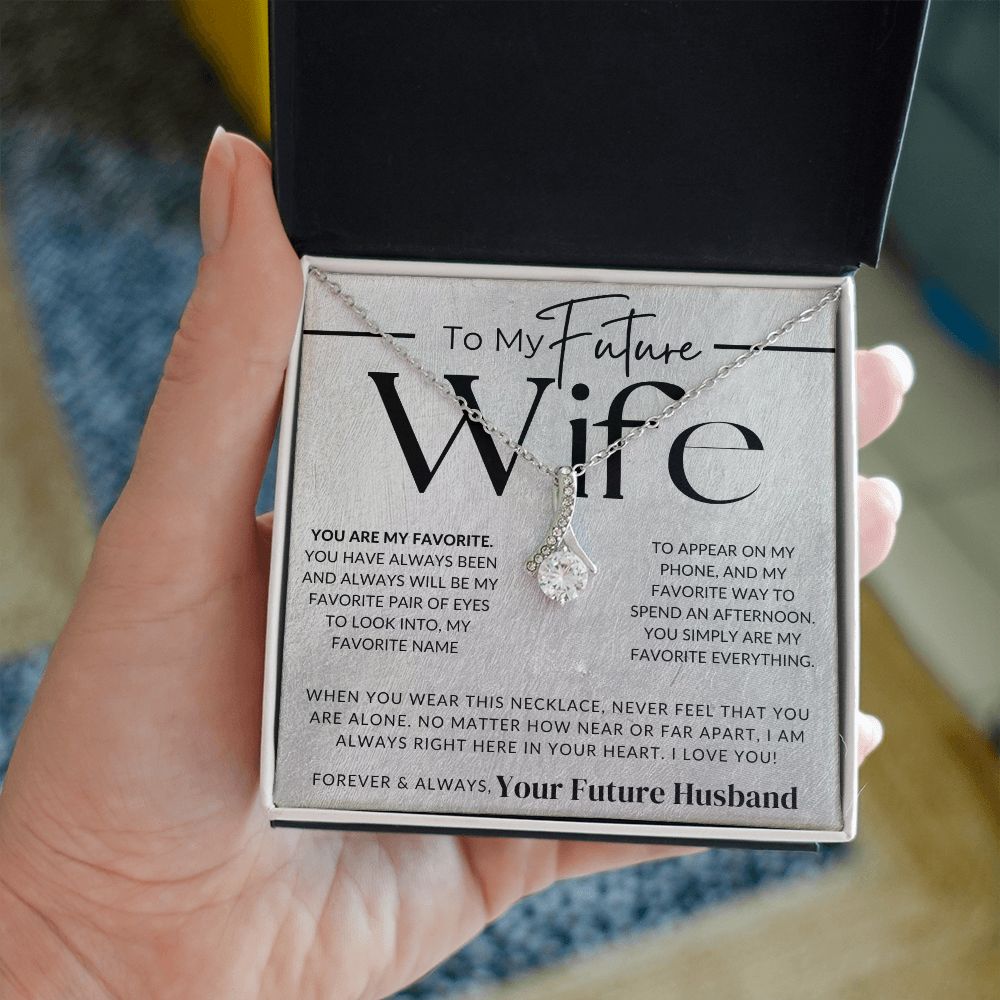 To My Future
Wife
YOU ARE MY FAVORITE.
YOU HAVE ALWAYS BEEN
AND ALWAYS WILL BE MY
FAVORITE PAIR OF EYES
TO LOOK INTO, MY
FAVORITE NAME
TO APPEAR ON MY
PHONE, AND MY
FAVORITE WAY TO
SPEND AN AFTERNOON.
YOU SIMPLY ARE MY
FAVORITE EVERYTHING.
WHEN YOU WEAR THIS NECKLACE, NEVER FEEL THAT YOU
ARE ALONE. NO MATTER HOW NEAR OR FAR APART, I AM
ALWAYS RIGHT HERE IN YOUR HEART. I LOVE YOU!
FOREVER & ALWAYS, Your Future Husband